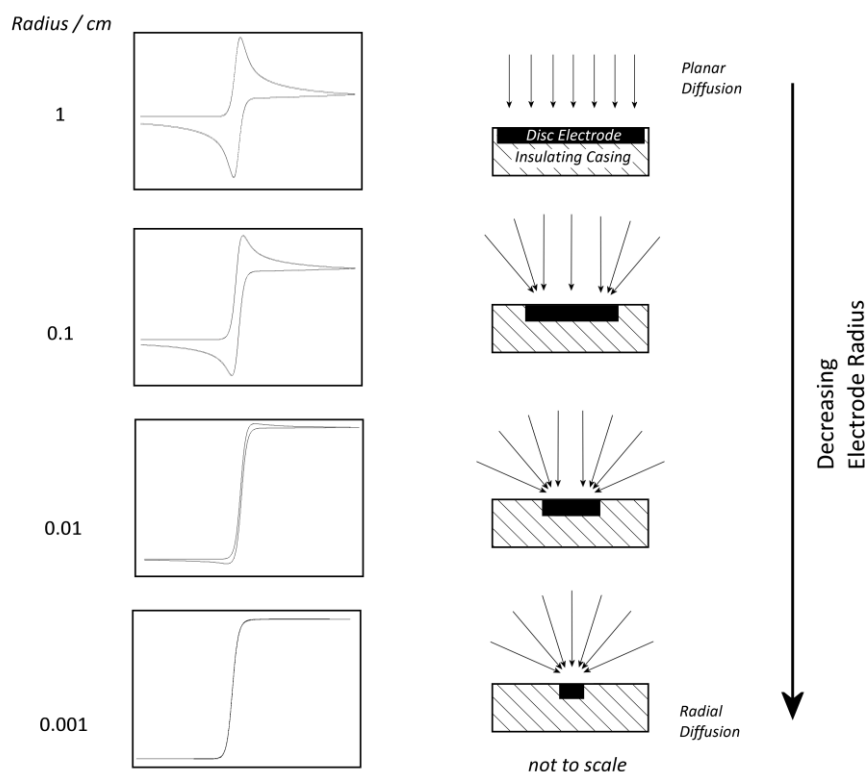 Radius / cm
1
Planar
Diffusion
Disc Electrode
Insulating Casing
0.1
Decreasing
Electrode Radius
0.01
0.001
Radial
Diffusion
not to scale